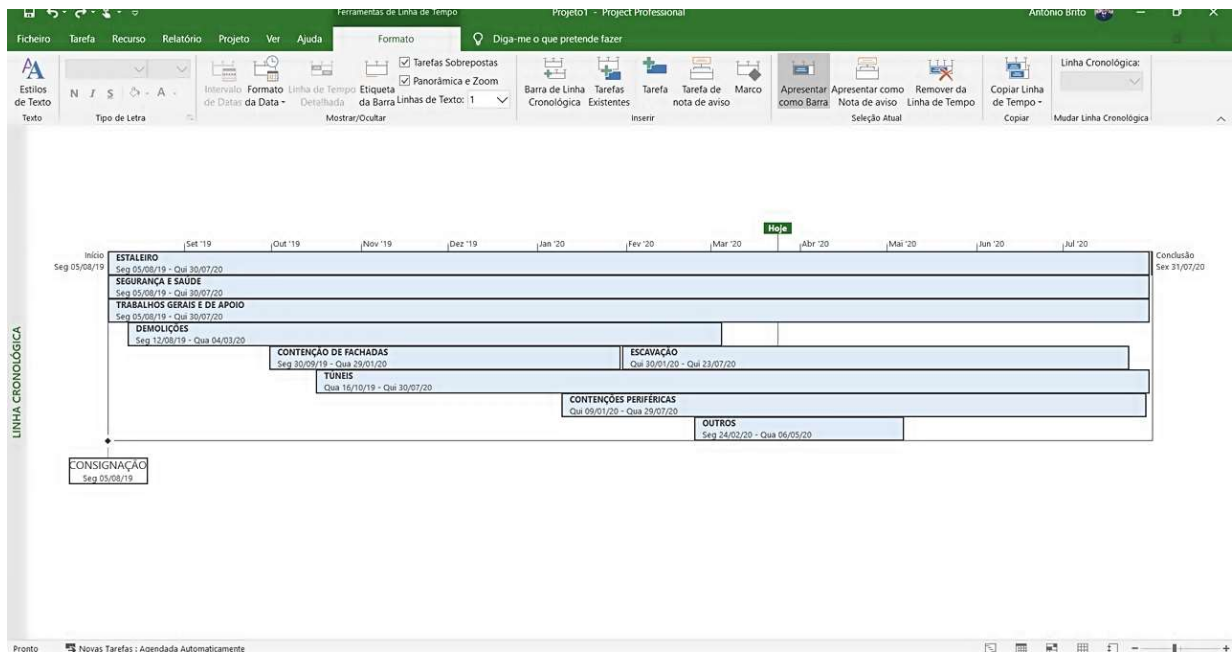 Ferramentas de Linha de Tempo
Projeto1 - Project Professional
António Brito
Ficheiro Tarefa Recurso Relatório Projeto Ver Ajuda Formato Diga-me o que pretende fazer
Estilos de Texto
Texto
N I S A
Tipo de Letra
Intervalo de Datas
Formato da Data
Linha de Tempo Detalhada
Etiqueta da Barra
Tarefas Sobrepostas
Panorâmica e Zoom
Linhas de Texto: 1
Mostrar/Ocultar
Barra de Linha Cronológica
Tarefas Existentes
Tarefa
Tarefa de nota de aviso
Marco
Inserir
Apresentar como Barra
Apresentar como Nota de aviso
Remover da Linha de Tempo
Seleção Atual
Copiar Linha de Tempo
Copiar
Linha Cronológica:
Mudar Linha Cronológica
LINHA CRONOLÓGICA
Hoje
Set '19 Out '19 Nov '19 Dez '19 Jan '20 Fev '20 Mar '20 Abr '20 Mai '20 Jun '20 Jul '20
Início
Seg 05/08/19
Conclusão
Sex 31/07/20
ESTALEIRO
Seg 05/08/19 - Qui 30/07/20
SEGURANÇA E SAÚDE
Seg 05/08/19 - Qui 30/07/20
TRABALHOS GERAIS E DE APOIO
Seg 05/08/19 - Qui 30/07/20
DEMOLIÇÕES
Seg 12/08/19 - Qua 04/03/20
CONTENÇÃO DE FACHADAS
Seg 30/09/19 - Qua 29/01/20
ESCAVAÇÃO
Qui 30/01/20 - Qui 23/07/20
TÚNEIS
Qua 16/10/19 - Qui 30/07/20
CONTENÇÕES PERIFÉRICAS
Qui 09/01/20 - Qua 29/07/20
OUTROS
Seg 24/02/20 - Qua 06/05/20
CONSIGNAÇÃO
Seg 05/08/19
Pronto
Novas Tarefas : Agendada Automaticamente